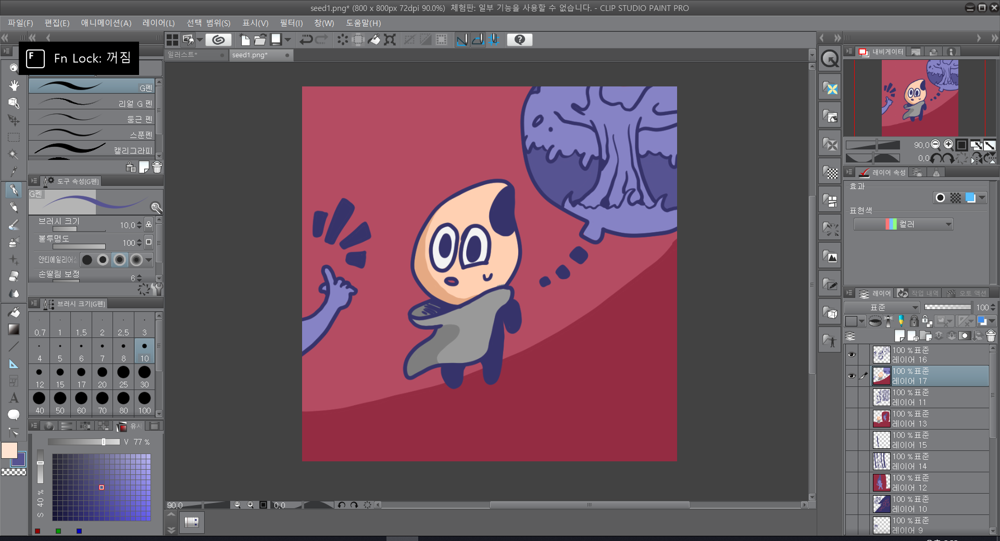 seed1.png* (800 x 800px 72dpi 90.0%)  체험판: 일부 기능을 사용할 수 없습니다. - CLIP STUDIO PAINT PRO
파일(F) 편집(E) 애니메이션(A) 레이어(L) 선택 범위(S) 표시(V) 필터(I) 창(W) 도움말(H)
F Fn Lock: 꺼짐
일러스트* seed1.png*
G펜
리얼 G 펜
둥근 펜
스푼펜
캘리그라피
도구 속성[G펜]
G펜
브러시 크기 10.0
불투명도 100
안티에일리어싱
손떨림 보정 6
브러시 크기[G펜]
0.7 1 1.5 2 2.5 3
4 5 6 7 8 10
12 15 17 20 25 30
40 50 60 70 80 100
유사
V 77 %
S 40 %
90.0 0.0
내비게이터
90.0
0.0
레이어 속성
효과
표현색
컬러
레이어 작업 내역 오토 액션
표준 100
100 %표준
레이어 16
100 %표준
레이어 17
100 %표준
레이어 11
100 %표준
레이어 13
100 %표준
레이어 15
100 %표준
레이어 14
100 %표준
레이어 12
100 %표준
레이어 10
100 %표준
레이어 9